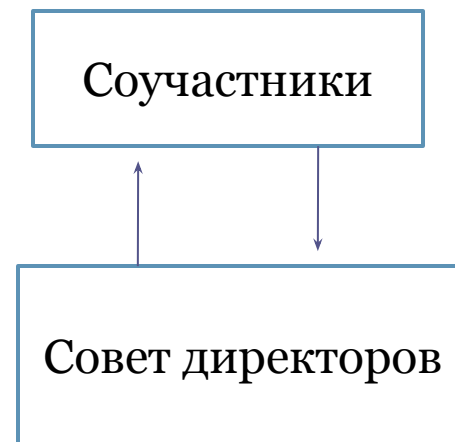 Соучастники
Совет директоров